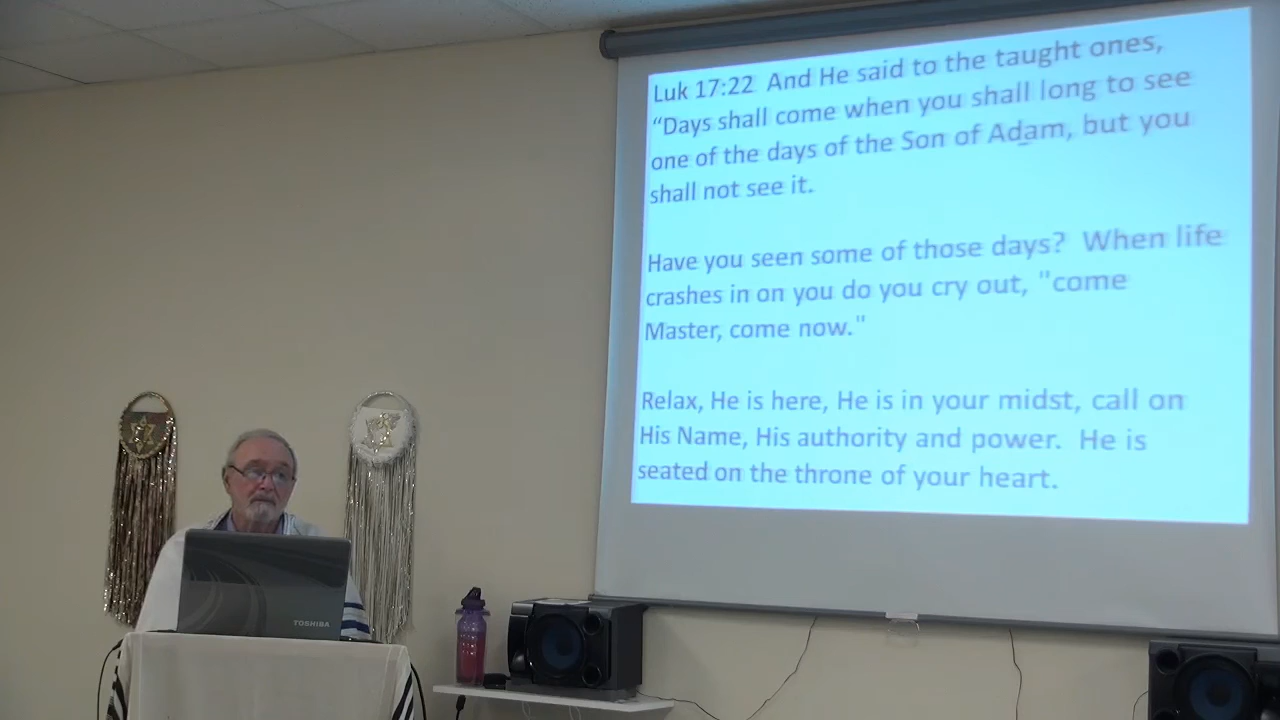 Luk 17:22  And He said to the taught ones,
“Days shall come when you shall long to see
one of the days of the Son of Aḏam, but you
shall not see it.
Have you seen some of those days?  When life
crashes in on you do you cry out, "come
Master, come now."
Relax, He is here, He is in your midst, call on
His Name, His authority and power.  He is
seated on the throne of your heart.
TOSHIBA